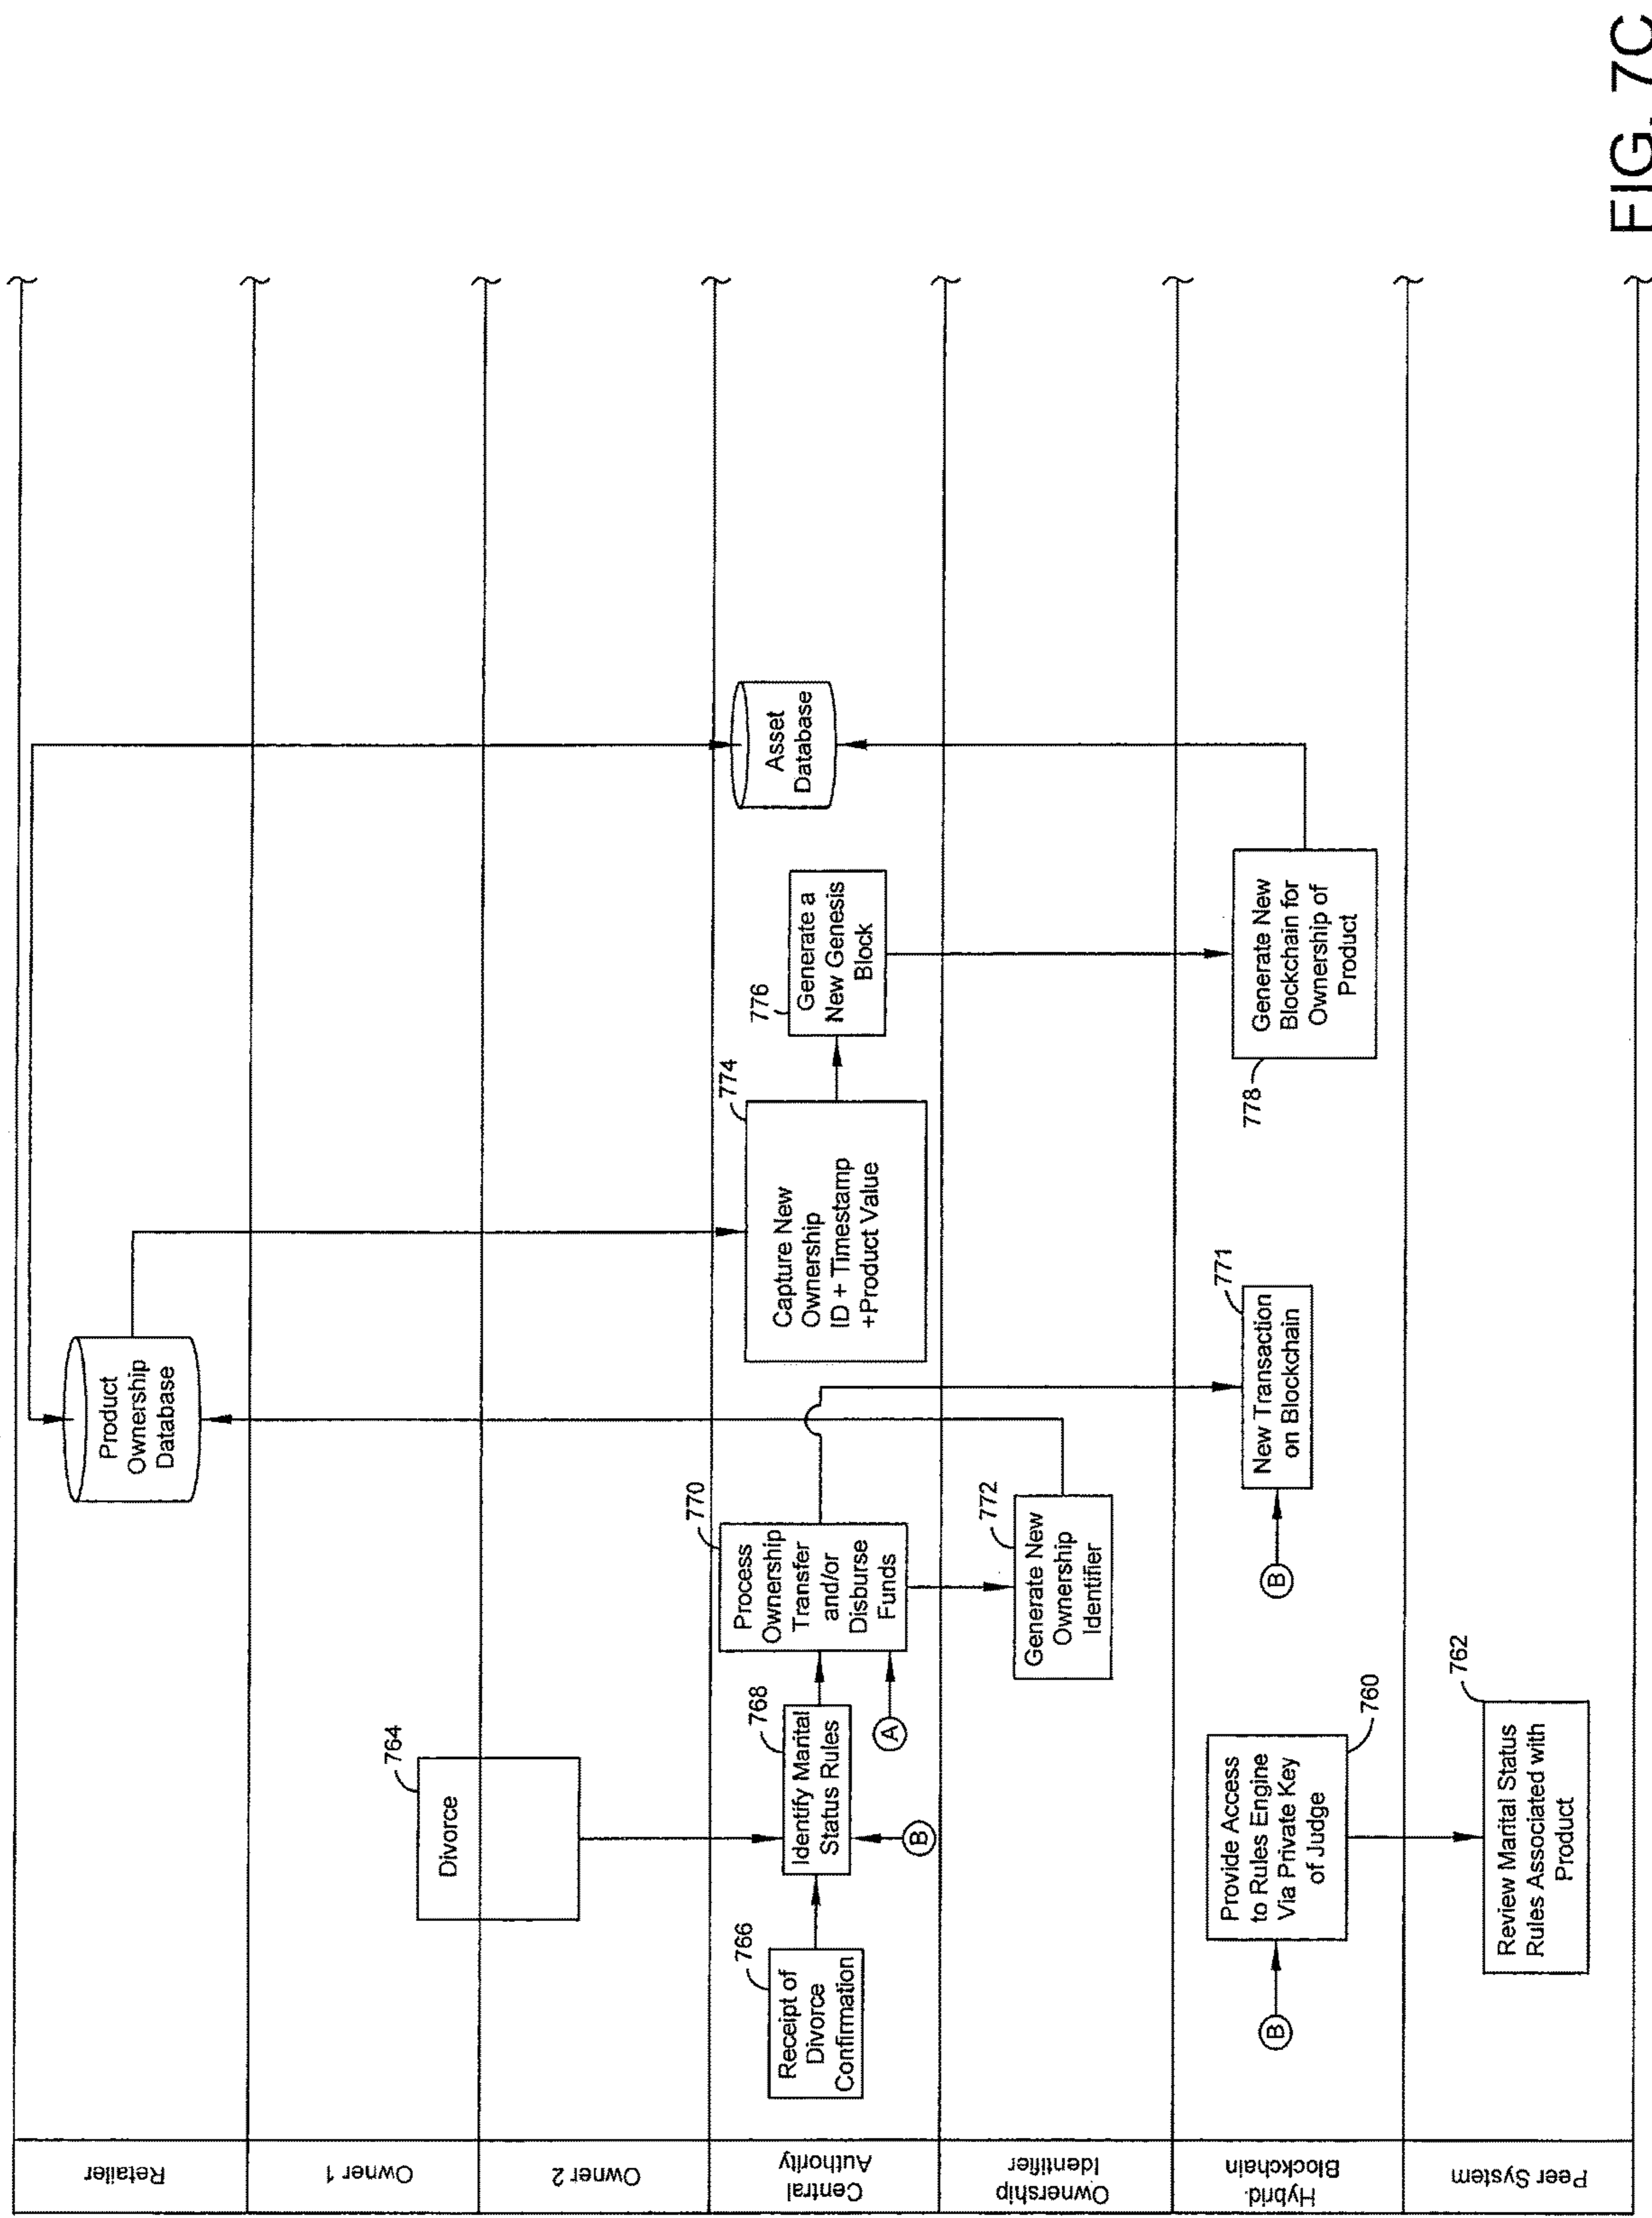 Retailer
Owner 1
Owner 2
Central
Authority
Ownership
Identifier
Hybrid
Blockchain
Peer System
Product
Ownership
Database
764
Divorce
766
Receipt of
Divorce
Confirmation
768
Identify Marital
Status Rules
B
A
770
Process
Ownership
Transfer
and/or
Disburse
Funds
774
Capture New
Ownership
ID + Timestamp
+Product Value
776
Generate a
New Genesis
Block
Asset
Database
772
Generate New
Ownership
Identifier
B
Provide Access
to Rules Engine
Via Private Key
of Judge
760
B
New Transaction
on Blockchain
771
778
Generate New
Blockchain for
Ownership of
Product
762
Review Marital Status
Rules Associated with
Product
FIG. 7C